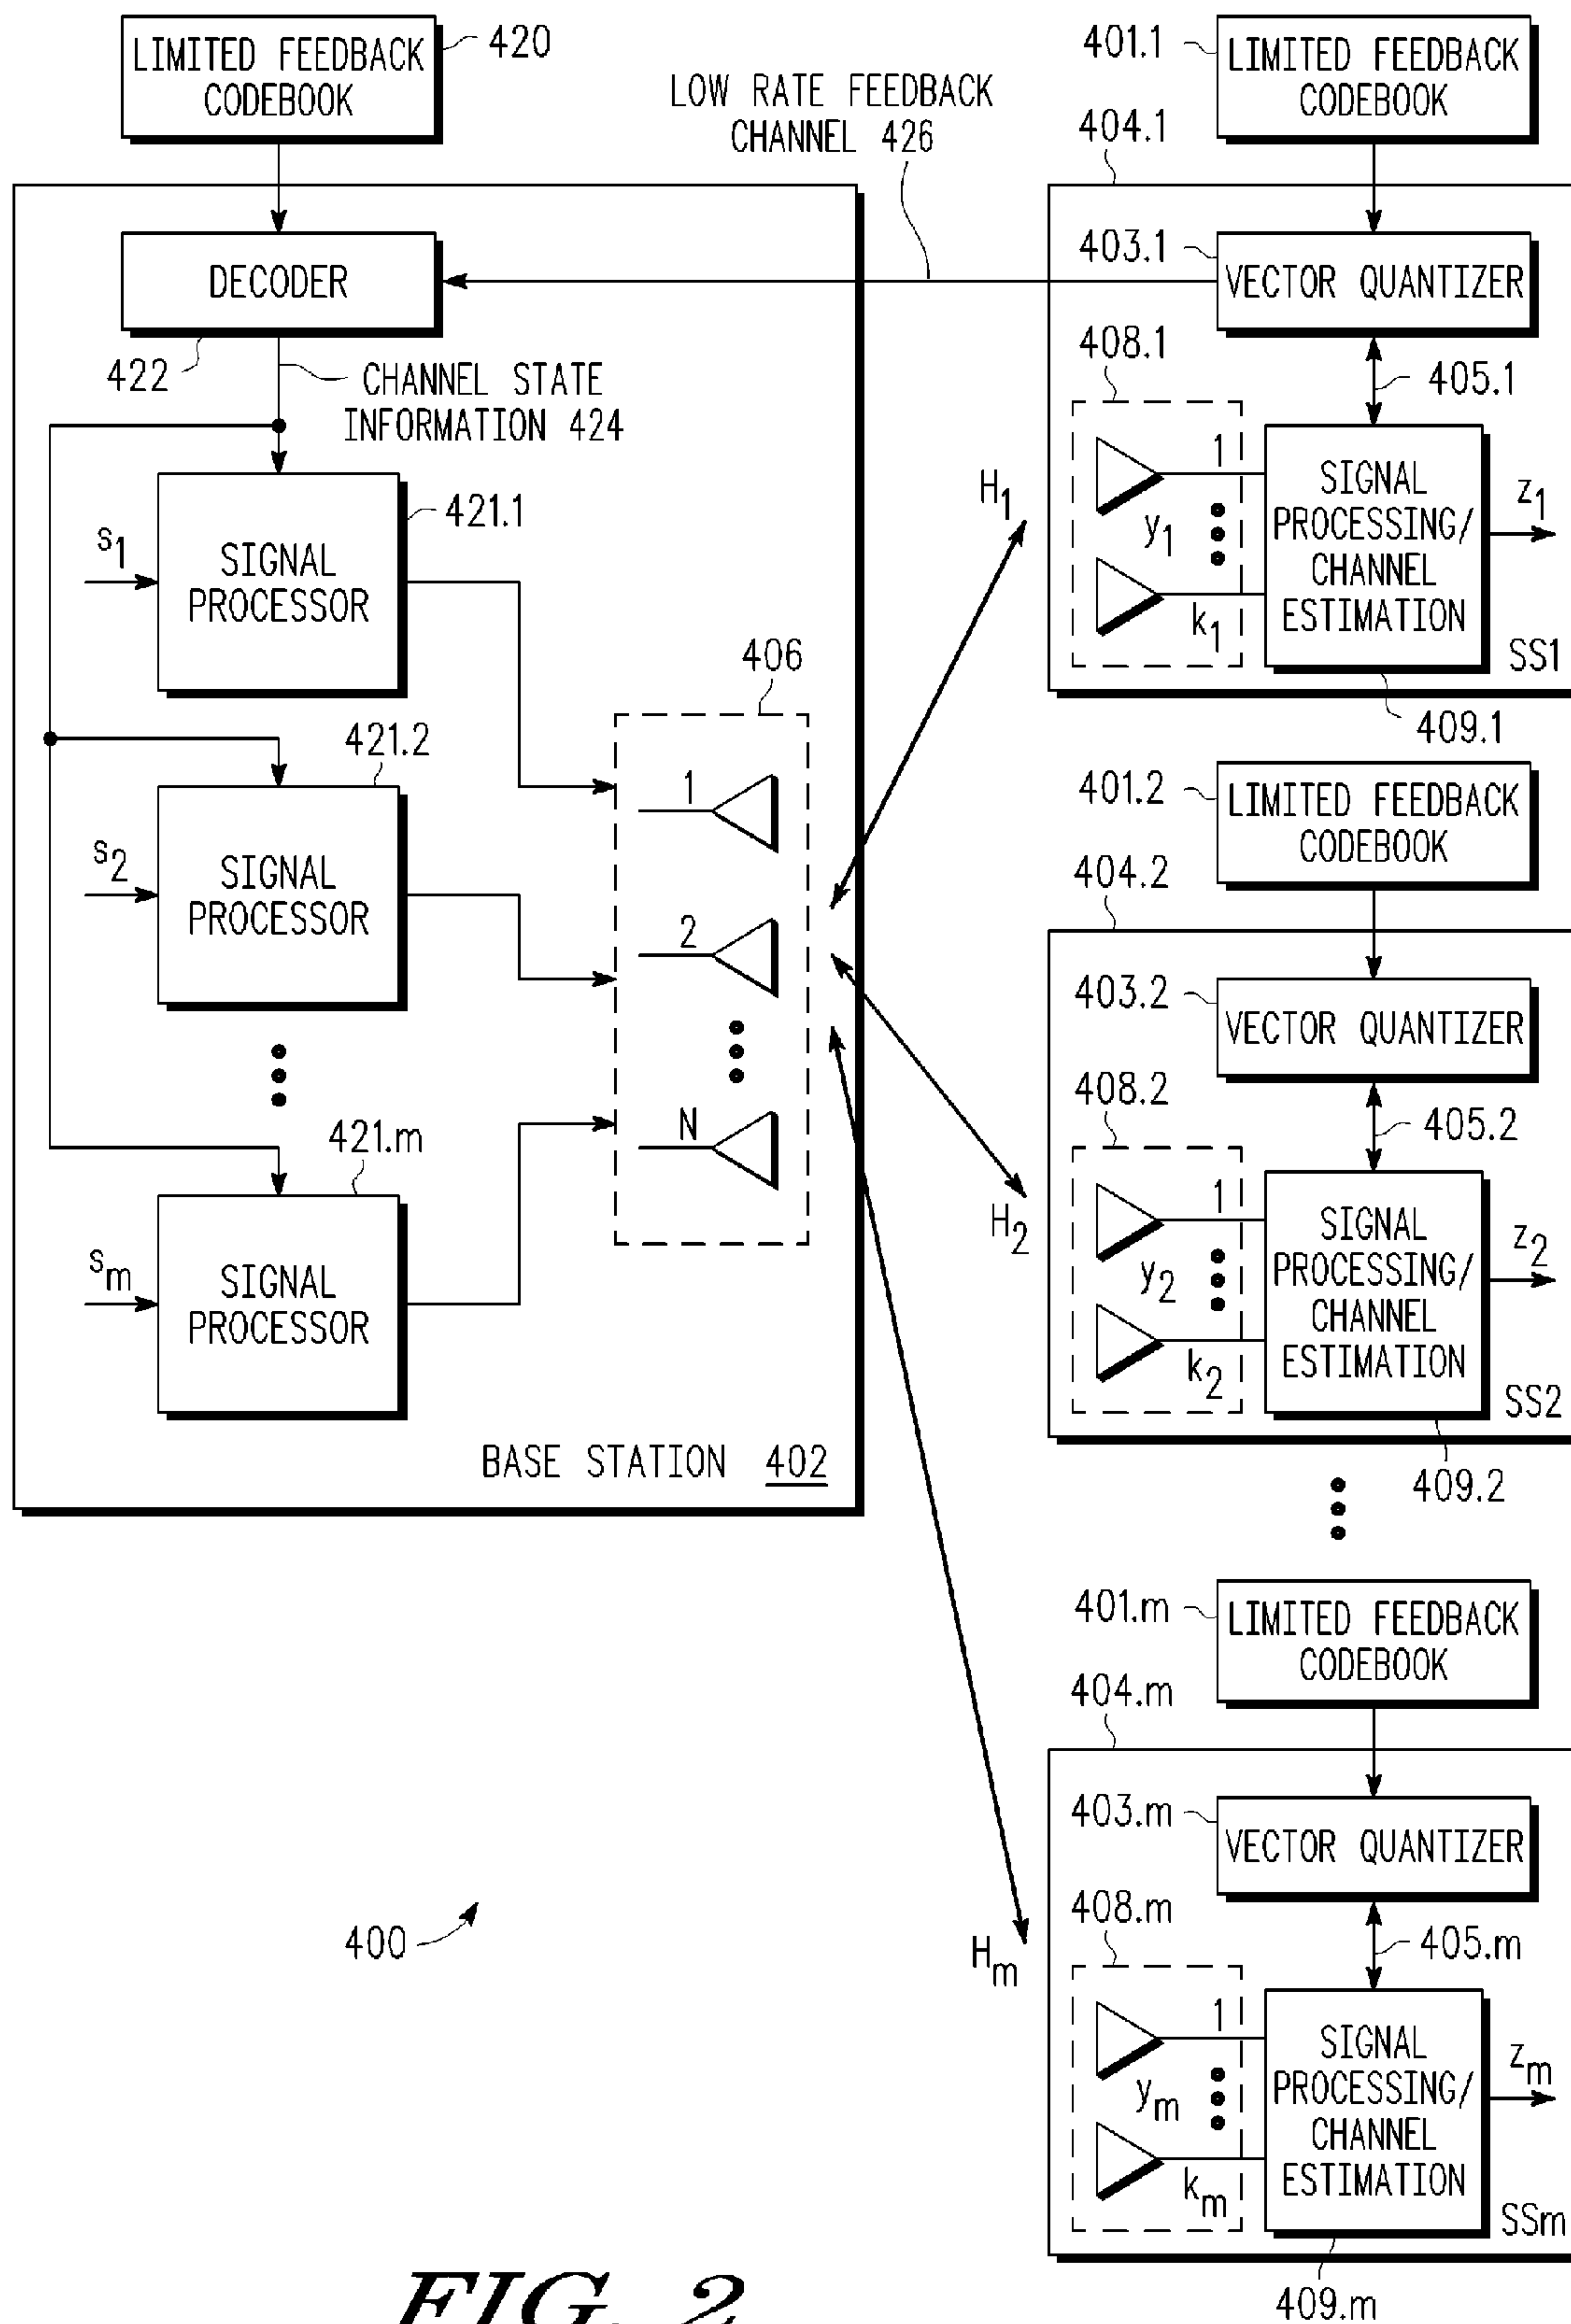 LIMITED FEEDBACK
CODEBOOK
420
LOW RATE FEEDBACK
CHANNEL 426
DECODER
422
CHANNEL STATE
INFORMATION 424
s1
SIGNAL
PROCESSOR
421.1
s2
SIGNAL
PROCESSOR
421.2
sm
SIGNAL
PROCESSOR
421.m
406
1
2
N
BASE STATION 402
H1
H2
Hm
401.1
LIMITED FEEDBACK
CODEBOOK
404.1
403.1
VECTOR QUANTIZER
408.1
405.1
1
y1
k1
SIGNAL
PROCESSING/
CHANNEL
ESTIMATION
z1
SS1
409.1
401.2
LIMITED FEEDBACK
CODEBOOK
404.2
403.2
VECTOR QUANTIZER
408.2
405.2
1
y2
k2
SIGNAL
PROCESSING/
CHANNEL
ESTIMATION
z2
SS2
409.2
401.m
LIMITED FEEDBACK
CODEBOOK
404.m
403.m
VECTOR QUANTIZER
408.m
405.m
1
ym
km
SIGNAL
PROCESSING/
CHANNEL
ESTIMATION
zm
SSm
409.m
400
FIG. 2